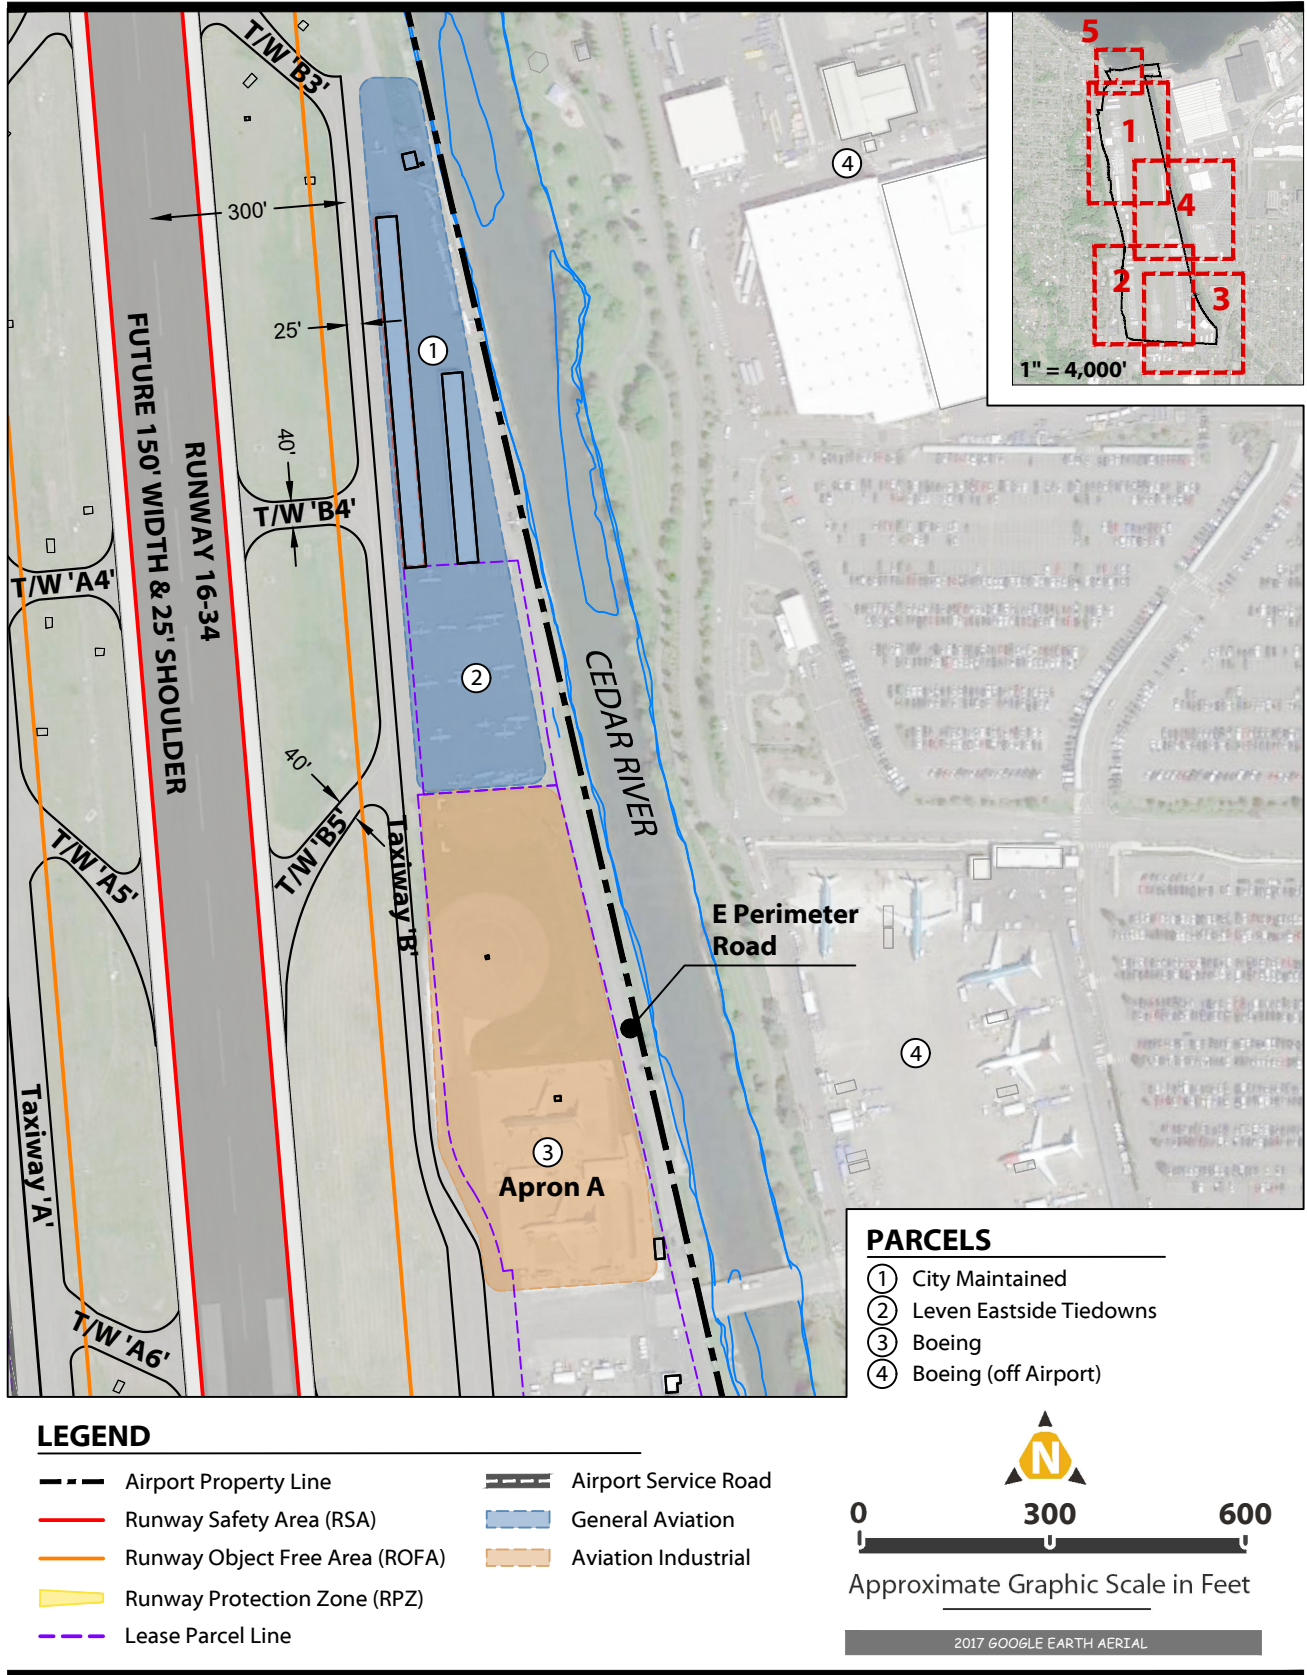 T/W 'B3'
300'
25'
1
40'
T/W 'B4'
FUTURE 150' WIDTH & 25' SHOULDER
RUNWAY 16-34
T/W 'A4'
2
CEDAR RIVER
40'
T/W 'B5'
Taxiway 'B'
T/W 'A5'
E Perimeter
Road
4
4
3
Apron A
Taxiway 'A'
T/W 'A6'
5
1
4
2
3
1" = 4,000'
PARCELS
1 City Maintained
2 Leven Eastside Tiedowns
3 Boeing
4 Boeing (off Airport)
LEGEND
Airport Property Line
Runway Safety Area (RSA)
Runway Object Free Area (ROFA)
Runway Protection Zone (RPZ)
Lease Parcel Line
Airport Service Road
General Aviation
Aviation Industrial
N
0 300 600
Approximate Graphic Scale in Feet
2017 GOOGLE EARTH AERIAL